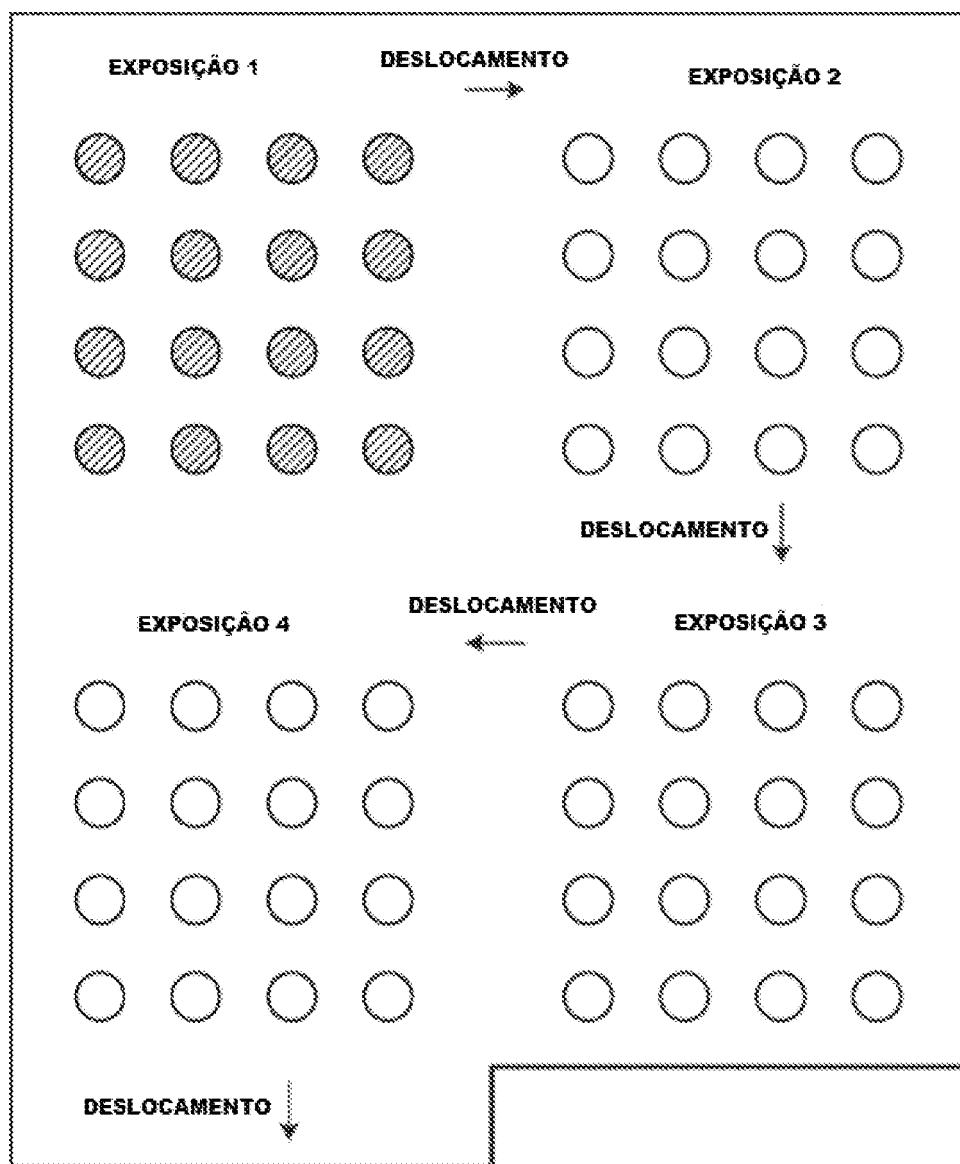 EXPOSIÇÃO 1
DESLOCAMENTO
EXPOSIÇÃO 2
DESLOCAMENTO
EXPOSIÇÃO 4
DESLOCAMENTO
EXPOSIÇÃO 3
DESLOCAMENTO